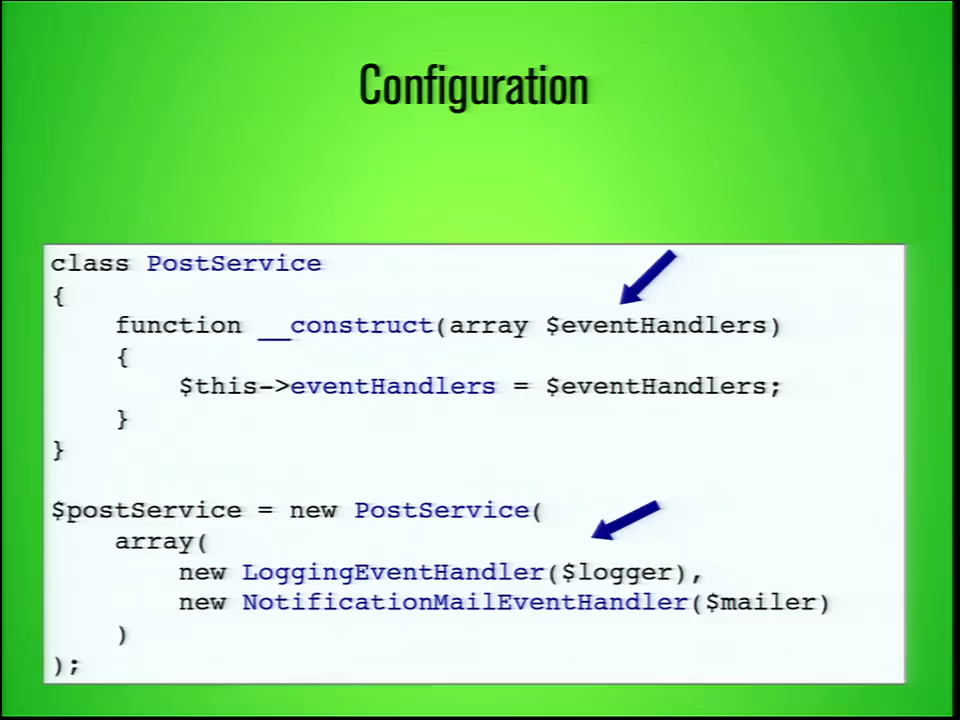 Configuration
class PostService
{
    function __construct(array $eventHandlers)
    {
        $this->eventHandlers = $eventHandlers;
    }
}
$postService = new PostService(
    array(
        new LoggingEventHandler($logger),
        new NotificationMailEventHandler($mailer)
    )
);